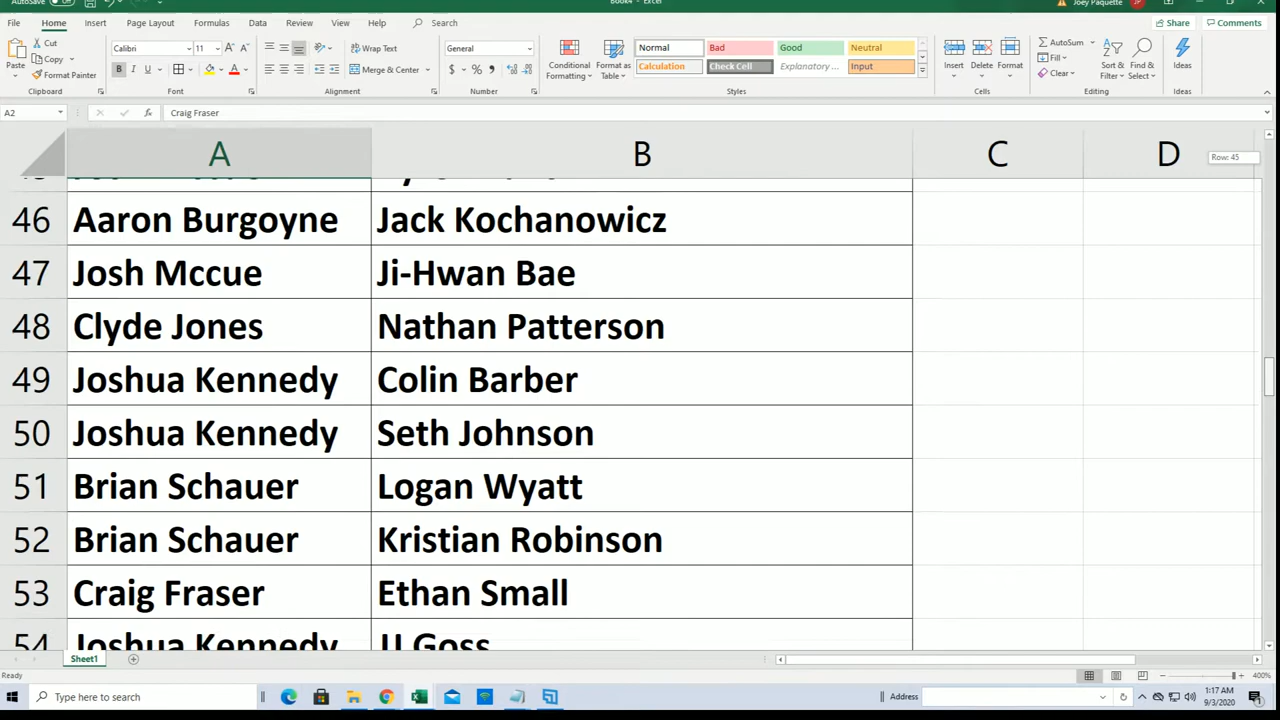 AutoSave Off
Book4 - Excel
Joey Paquette JP
File Home Insert Page Layout Formulas Data Review View Help Search Share Comments
Paste Cut Copy Format Painter
Calibri 11 A A
B I U A
Wrap Text
Merge & Center
General
$ % ,
Conditional Formatting
Format as Table
Normal Bad Good Neutral
Calculation Check Cell Explanatory ... Input
Insert Delete Format
AutoSum Fill Clear
Sort & Filter Find & Select
Ideas
Clipboard Font Alignment Number Styles Cells Editing Ideas
A2 fx Craig Fraser
A B C D
Row: 45
46 Aaron Burgoyne Jack Kochanowicz
47 Josh Mccue Ji-Hwan Bae
48 Clyde Jones Nathan Patterson
49 Joshua Kennedy Colin Barber
50 Joshua Kennedy Seth Johnson
51 Brian Schauer Logan Wyatt
52 Brian Schauer Kristian Robinson
53 Craig Fraser Ethan Small
54 Joshua Kennedy JJ Goss
Sheet1
Ready 400%
Type here to search Address 1:17 AM
9/3/2020